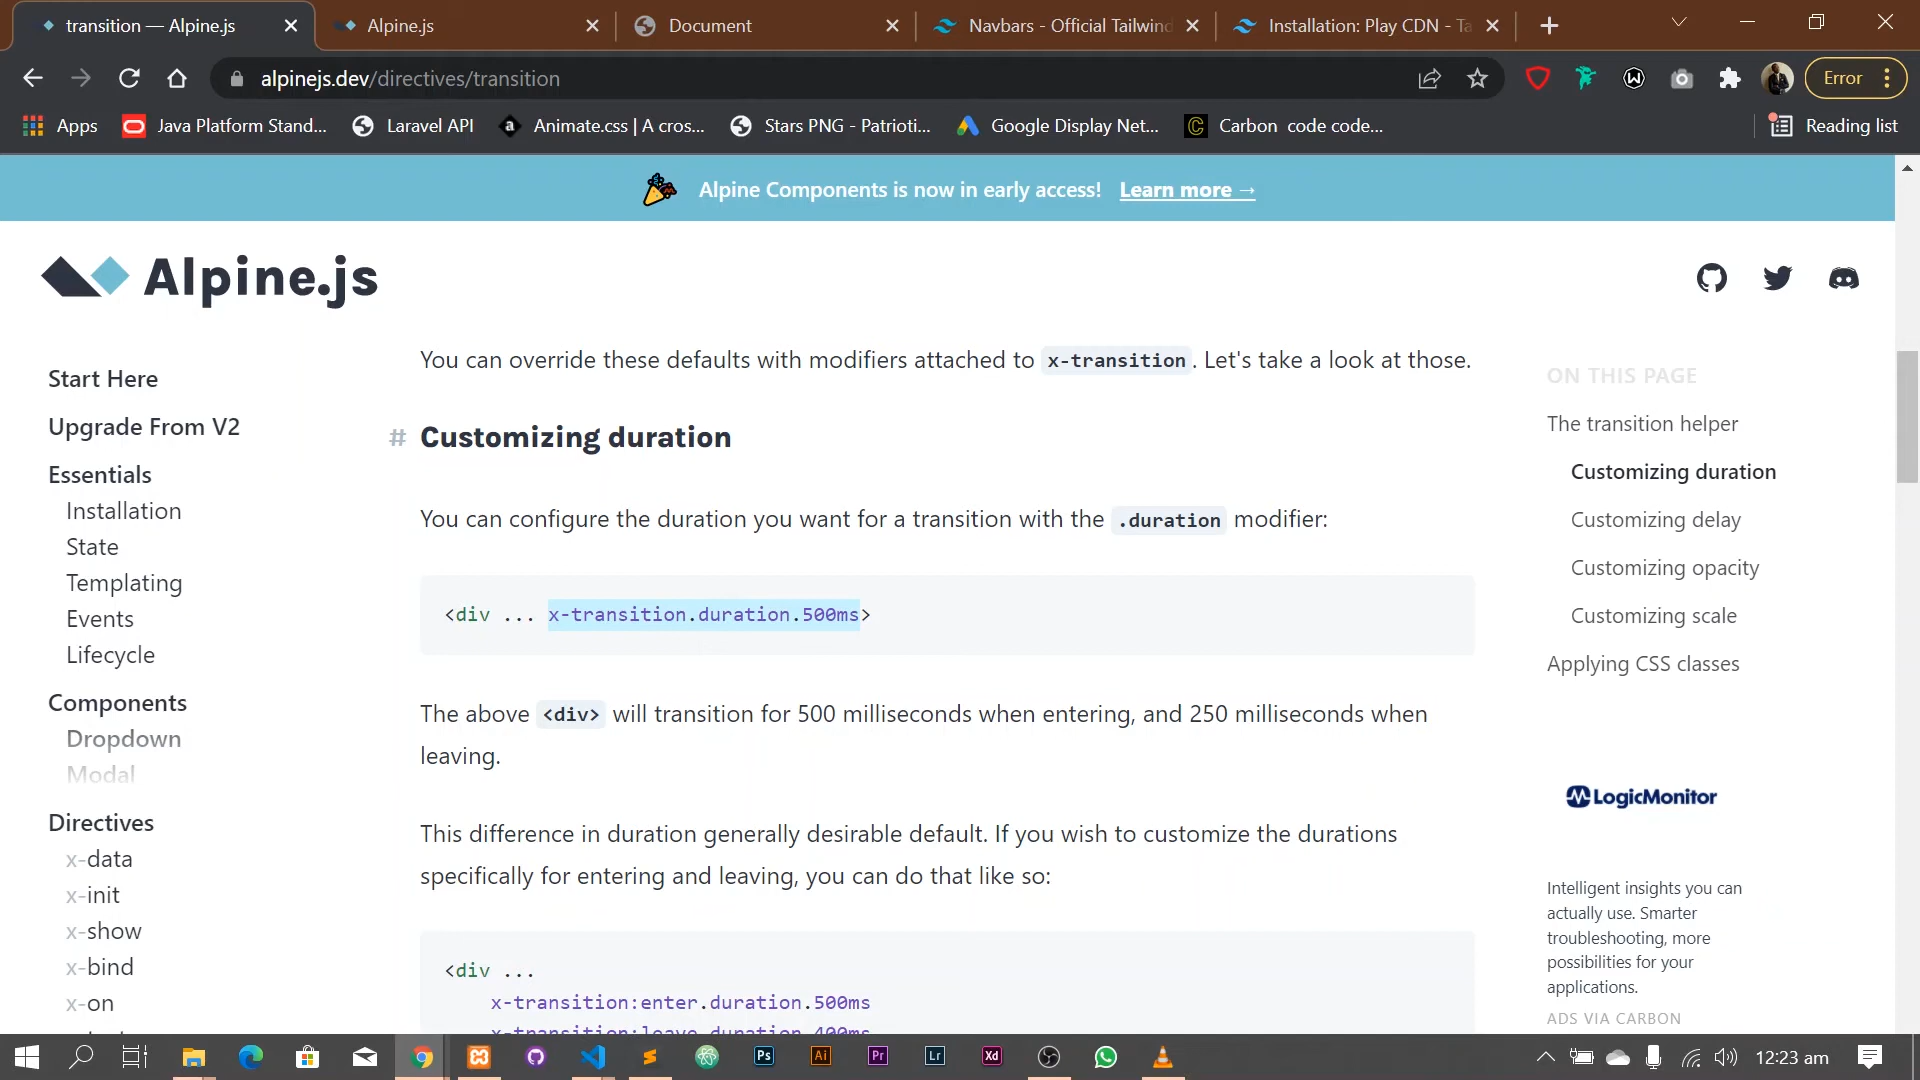 transition — Alpine.js
Alpine.js
Document
Navbars - Official Tailwind
Installation: Play CDN - Ta
alpinejs.dev/directives/transition
Error
Apps
Java Platform Stand...
Laravel API
Animate.css | A cros...
Stars PNG - Patrioti...
Google Display Net...
Carbon code code...
Reading list
Alpine Components is now in early access! Learn more →
Alpine.js
Start Here
Upgrade From V2
Essentials
Installation
State
Templating
Events
Lifecycle
Components
Dropdown
Modal
Directives
x-data
x-init
x-show
x-bind
x-on
You can override these defaults with modifiers attached to x-transition. Let's take a look at those.
# Customizing duration
You can configure the duration you want for a transition with the .duration modifier:
<div ... x-transition.duration.500ms>
The above <div> will transition for 500 milliseconds when entering, and 250 milliseconds when
leaving.
This difference in duration generally desirable default. If you wish to customize the durations
specifically for entering and leaving, you can do that like so:
<div ...
x-transition:enter.duration.500ms
x-transition:leave.duration.400ms
ON THIS PAGE
The transition helper
Customizing duration
Customizing delay
Customizing opacity
Customizing scale
Applying CSS classes
LogicMonitor
Intelligent insights you can
actually use. Smarter
troubleshooting, more
possibilities for your
applications.
ADS VIA CARBON
Ps
Ai
Pr
Lr
Xd
12:23 am